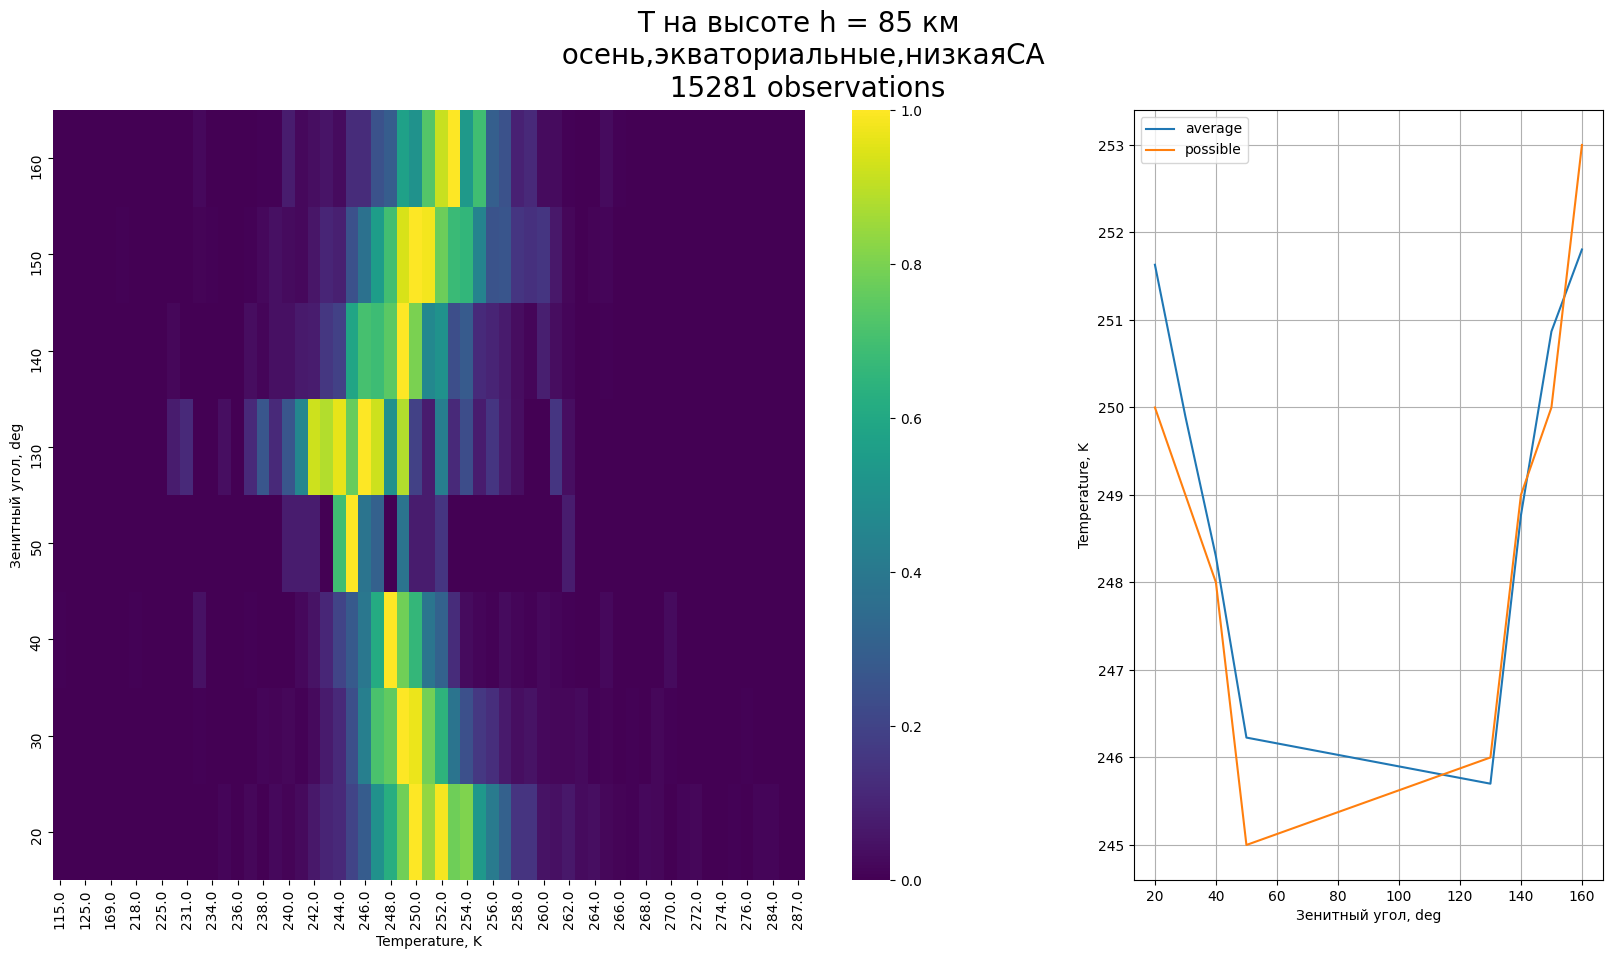 T на высоте h = 85 км
осень,экваториальные,низкаяСА
15281 observations
Зенитный угол, deg
160
150
140
130
50
40
30
20
115.0 125.0 169.0 218.0 225.0 231.0 234.0 236.0 238.0 240.0 242.0 244.0 246.0 248.0 250.0 252.0 254.0 256.0 258.0 260.0 262.0 264.0 266.0 268.0 270.0 272.0 274.0 276.0 284.0 287.0
Temperature, K
1.0
0.8
0.6
0.4
0.2
0.0
average
possible
Temperature, K
253
252
251
250
249
248
247
246
245
20 40 60 80 100 120 140 160
Зенитный угол, deg